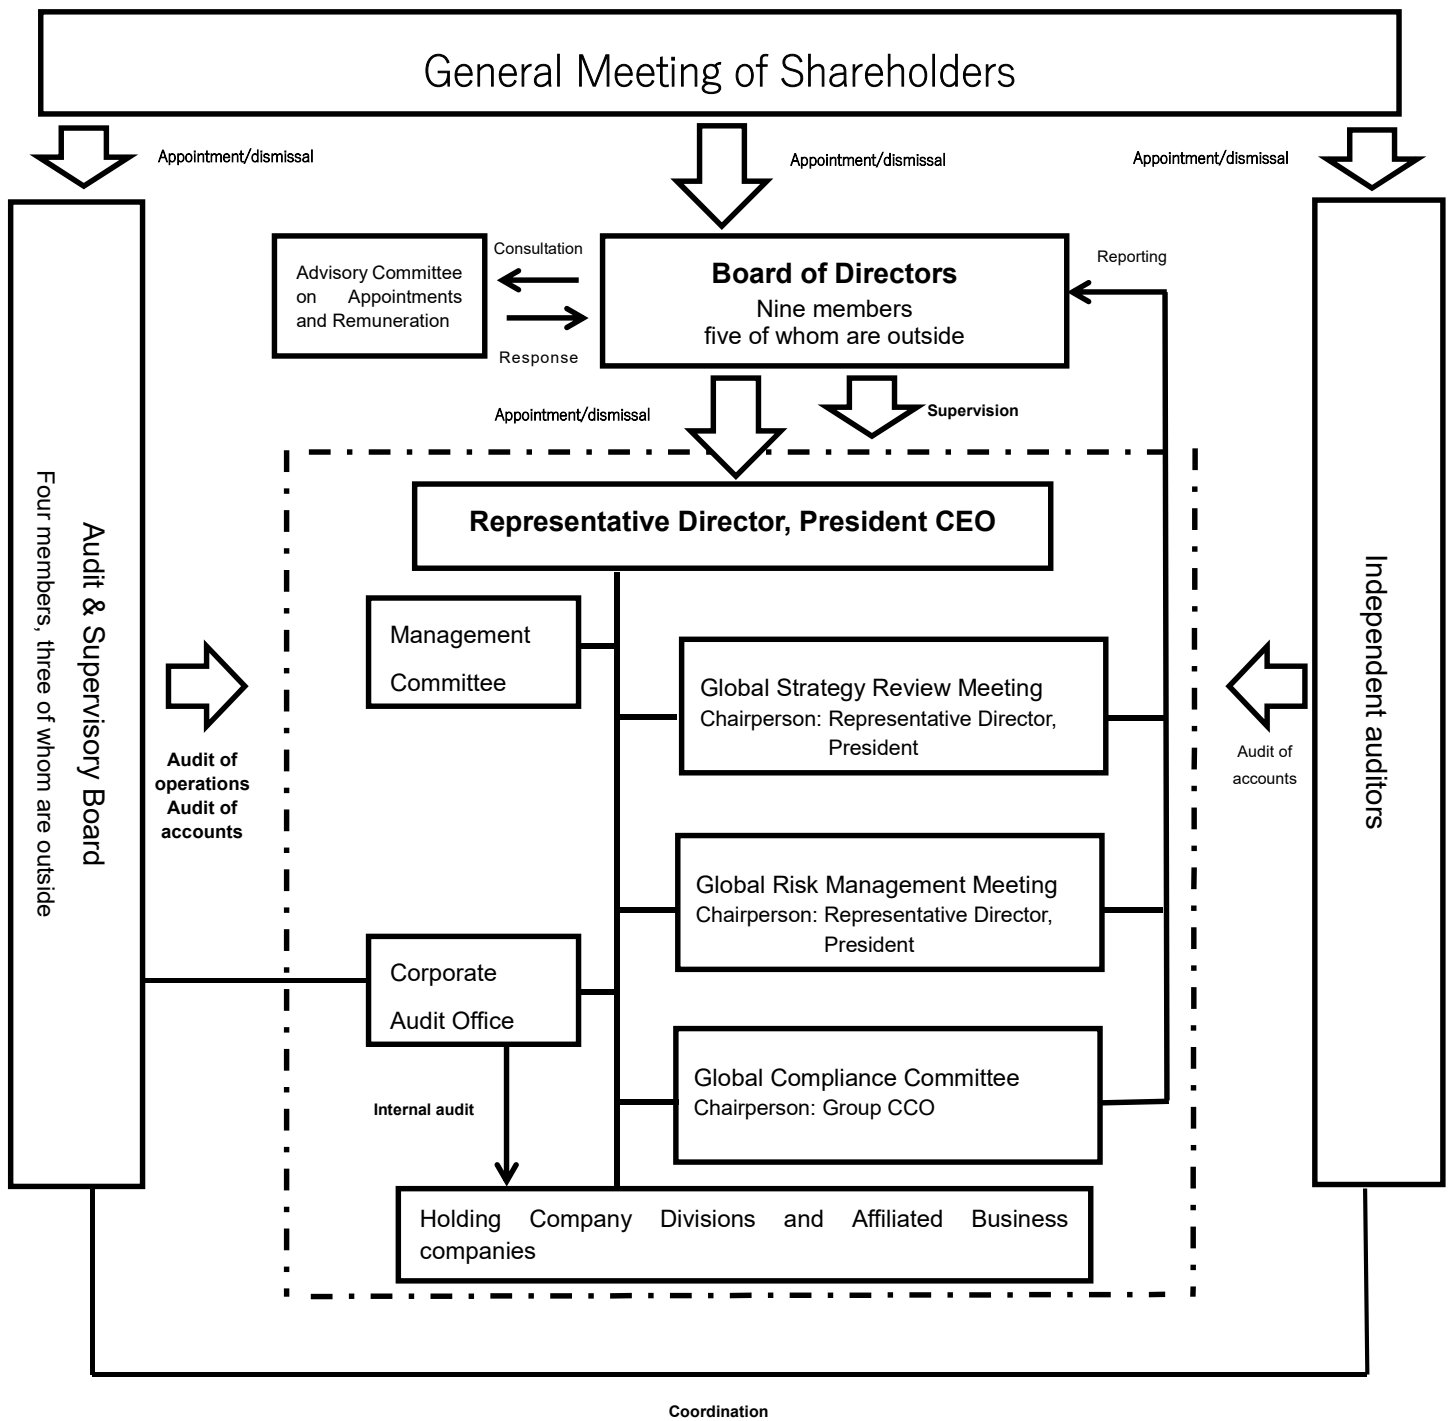 General Meeting of Shareholders
Appointment/dismissal
Appointment/dismissal
Appointment/dismissal
Advisory Committee
on Appointments
and Remuneration
Consultation
Response
Board of Directors
Nine members
five of whom are outside
Reporting
Appointment/dismissal
Supervision
Audit & Supervisory Board
Four members, three of whom are outside
Independent auditors
Representative Director, President CEO
Management
Committee
Global Strategy Review Meeting
Chairperson: Representative Director,
President
Audit of
operations
Audit of
accounts
Audit of
accounts
Global Risk Management Meeting
Chairperson: Representative Director,
President
Corporate
Audit Office
Global Compliance Committee
Chairperson: Group CCO
Internal audit
Holding Company Divisions and Affiliated Business
companies
Coordination